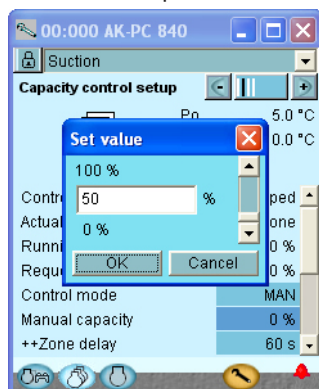 00:000 AK-PC 840
Suction
Capacity control setup
Po 5.0 °C
0.0 °C
Set value
100 %
50 %
0 %
OK Cancel
Contr ped
Actual one
Runni 0 %
Requ 0 %
Control mode MAN
Manual capacity 0 %
++Zone delay 60 s